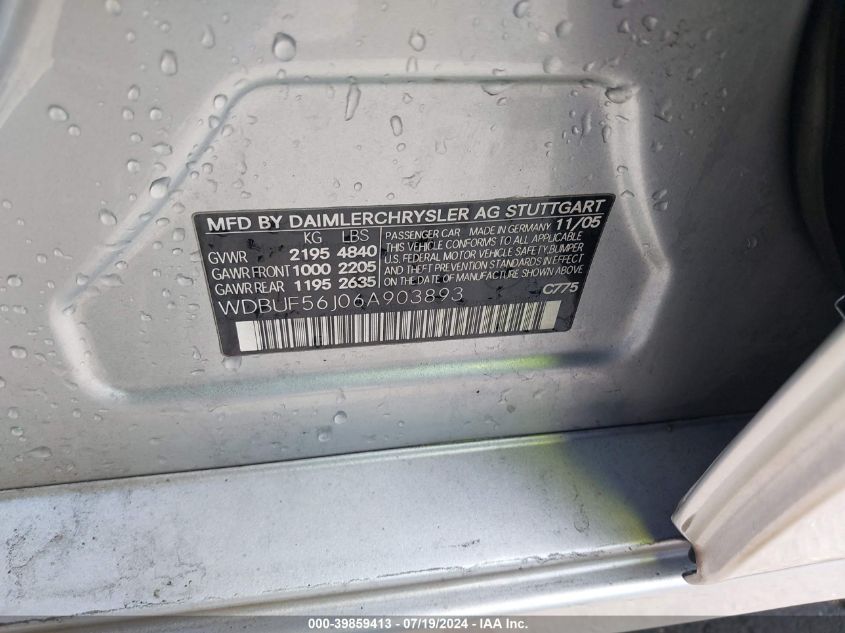 MFD BY DAIMLERCHRYSLER AG STUTTGART
KG LBS
GVWR 2195 4840
GAWR FRONT 1000 2205
GAWR REAR 1195 2635
PASSENGER CAR MADE IN GERMANY 11/05
THIS VEHICLE CONFORMS TO ALL APPLICABLE
U.S. FEDERAL MOTOR VEHICLE SAFETY BUMPER
AND THEFT PREVENTION STANDARDS IN EFFECT
ON THE DATE OF MANUFACTURE SHOWN ABOVE.
WDBUF56J06A903893
C775
000-39859413 - 07/19/2024 - IAA Inc.